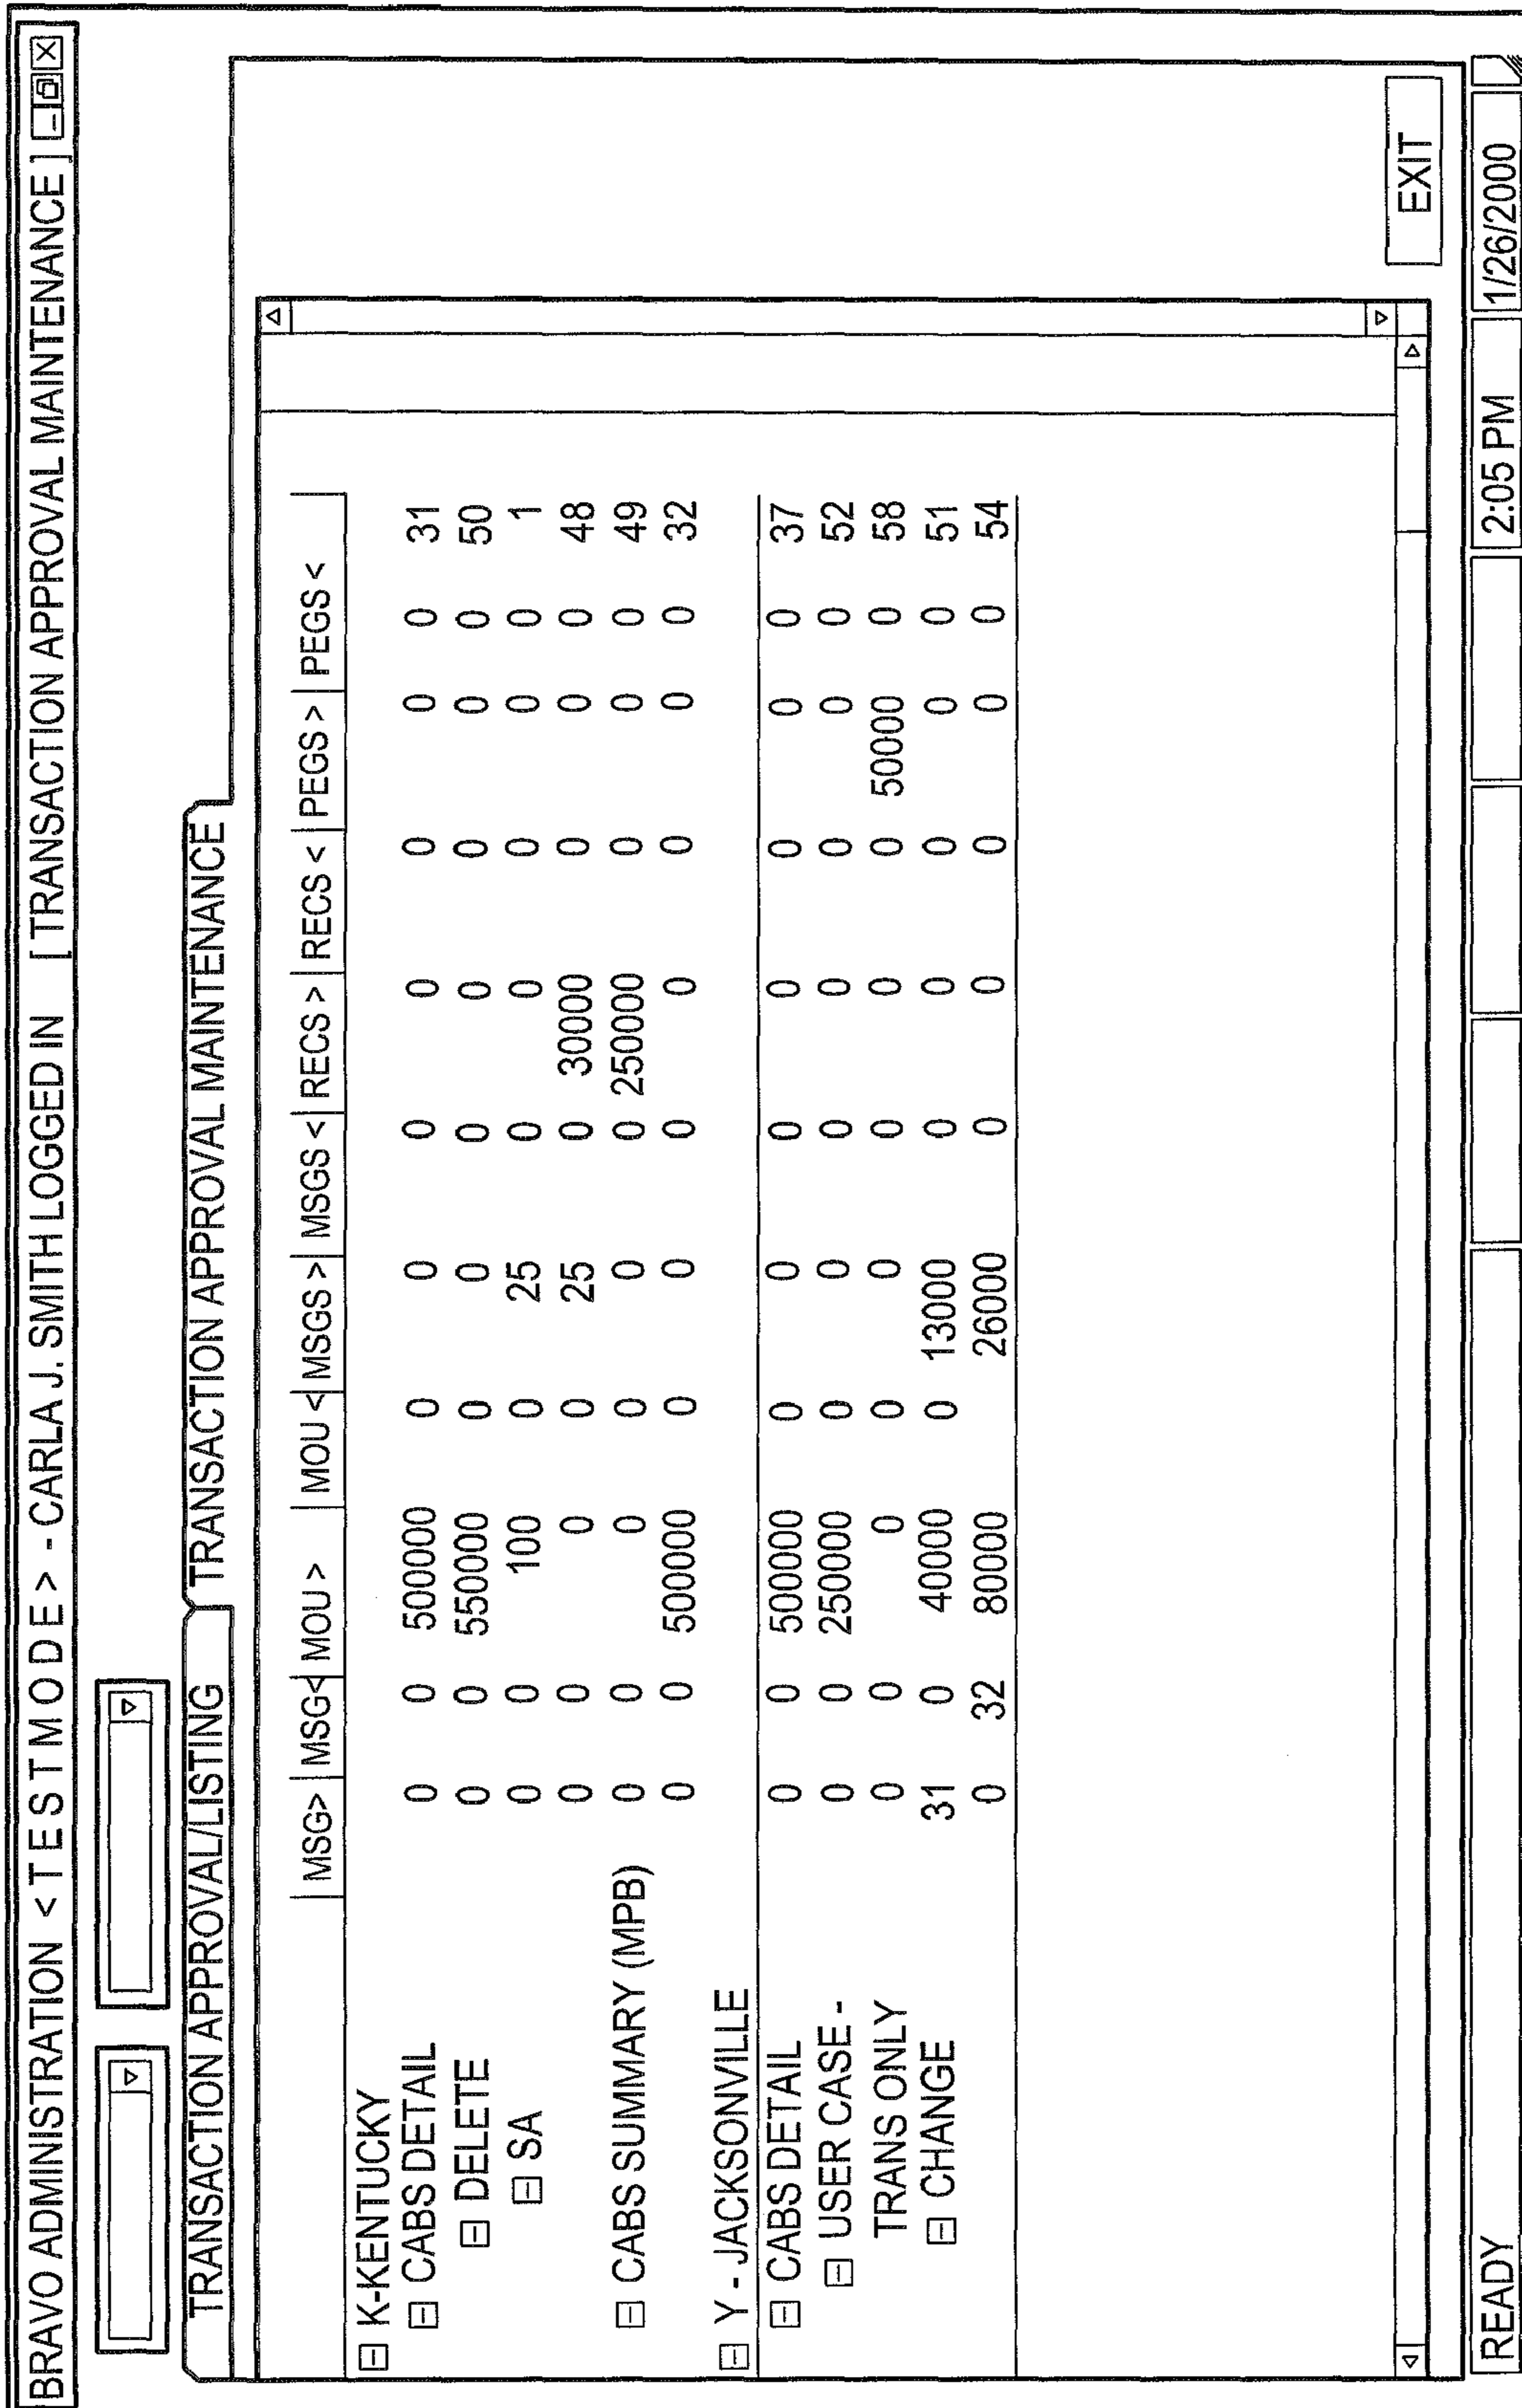 BRAVO ADMINISTRATION < T E S T M O D E > - CARLA J. SMITH LOGGED IN [ TRANSACTION APPROVAL MAINTENANCE ]
TRANSACTION APPROVAL/LISTING TRANSACTION APPROVAL MAINTENANCE
MSG> MSG< MOU > MOU < MSGS > MSGS < RECS > RECS < PEGS > PEGS <
K-KENTUCKY
CABS DETAIL 0 0 500000 0 0 0 0 0 0 0 31
DELETE 0 0 550000 0 0 0 0 0 0 0 50
SA 0 0 100 0 25 0 0 0 0 0 1
0 0 0 0 25 0 30000 0 0 0 48
CABS SUMMARY (MPB) 0 0 0 0 0 0 250000 0 0 0 49
0 0 500000 0 0 0 0 0 0 0 32
Y - JACKSONVILLE
CABS DETAIL 0 0 500000 0 0 0 0 0 0 0 37
USER CASE - 0 0 250000 0 0 0 0 0 0 0 52
TRANS ONLY 0 0 0 0 0 0 0 0 50000 0 58
CHANGE 31 0 40000 0 13000 0 0 0 0 0 51
0 32 80000 26000 0 0 0 0 0 54
EXIT
READY 2:05 PM 1/26/2000